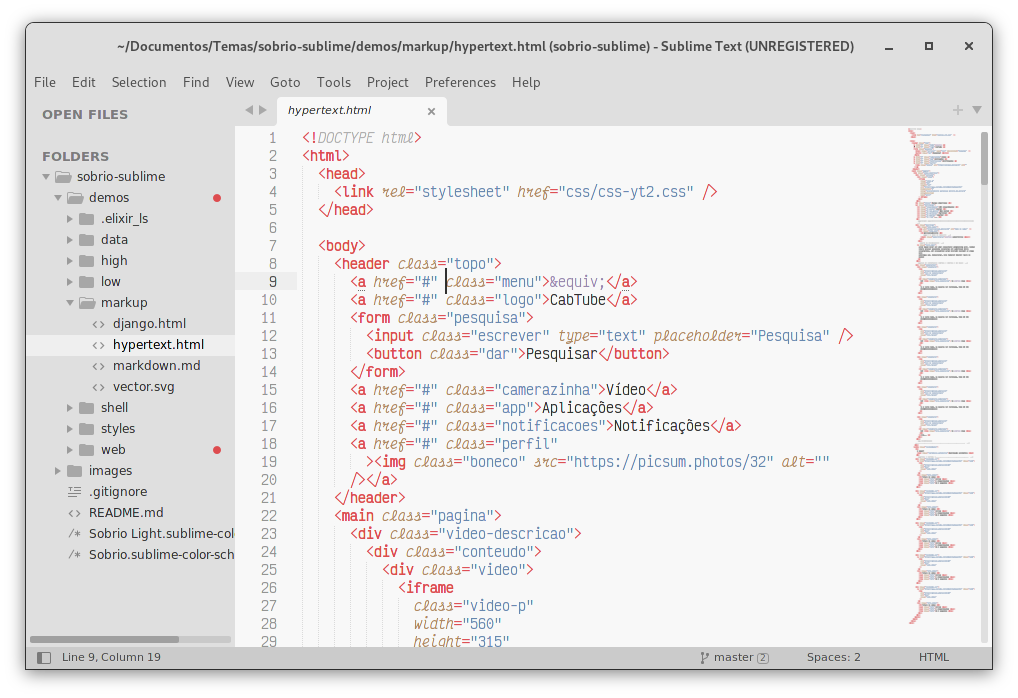 ~/Documentos/Temas/sobrio-sublime/demos/markup/hypertext.html (sobrio-sublime) - Sublime Text (UNREGISTERED)
File Edit Selection Find View Goto Tools Project Preferences Help
OPEN FILES
FOLDERS
sobrio-sublime
demos
.elixir_ls
data
high
low
markup
django.html
hypertext.html
markdown.md
vector.svg
shell
styles
web
images
.gitignore
README.md
Sobrio Light.sublime-col
Sobrio.sublime-color-sch
hypertext.html
1 <!DOCTYPE html>
2 <html>
3 <head>
4 <link rel="stylesheet" href="css/css-yt2.css" />
5 </head>
6
7 <body>
8 <header class="topo">
9 <a href="#" class="menu">&equiv;</a>
10 <a href="#" class="logo">CabTube</a>
11 <form class="pesquisa">
12 <input class="escrever" type="text" placeholder="Pesquisa" />
13 <button class="dar">Pesquisar</button>
14 </form>
15 <a href="#" class="camerazinha">Vídeo</a>
16 <a href="#" class="app">Aplicações</a>
17 <a href="#" class="notificacoes">Notificações</a>
18 <a href="#" class="perfil"
19 ><img class="boneco" src="https://picsum.photos/32" alt=""
20 /></a>
21 </header>
22 <main class="pagina">
23 <div class="video-descricao">
24 <div class="conteudo">
25 <div class="video">
26 <iframe
27 class="video-p"
28 width="560"
29 height="315"
Line 9, Column 19 master 2 Spaces: 2 HTML